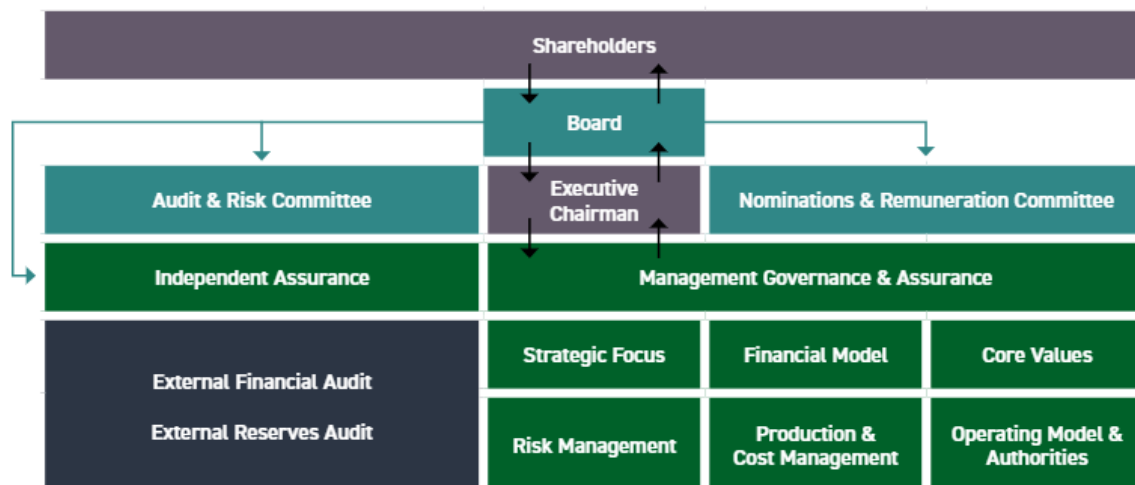 Shareholders
Board
Audit & Risk Committee
Executive
Chairman
Nominations & Remuneration Committee
Independent Assurance
Management Governance & Assurance
External Financial Audit
External Reserves Audit
Strategic Focus
Financial Model
Core Values
Risk Management
Production &
Cost Management
Operating Model &
Authorities